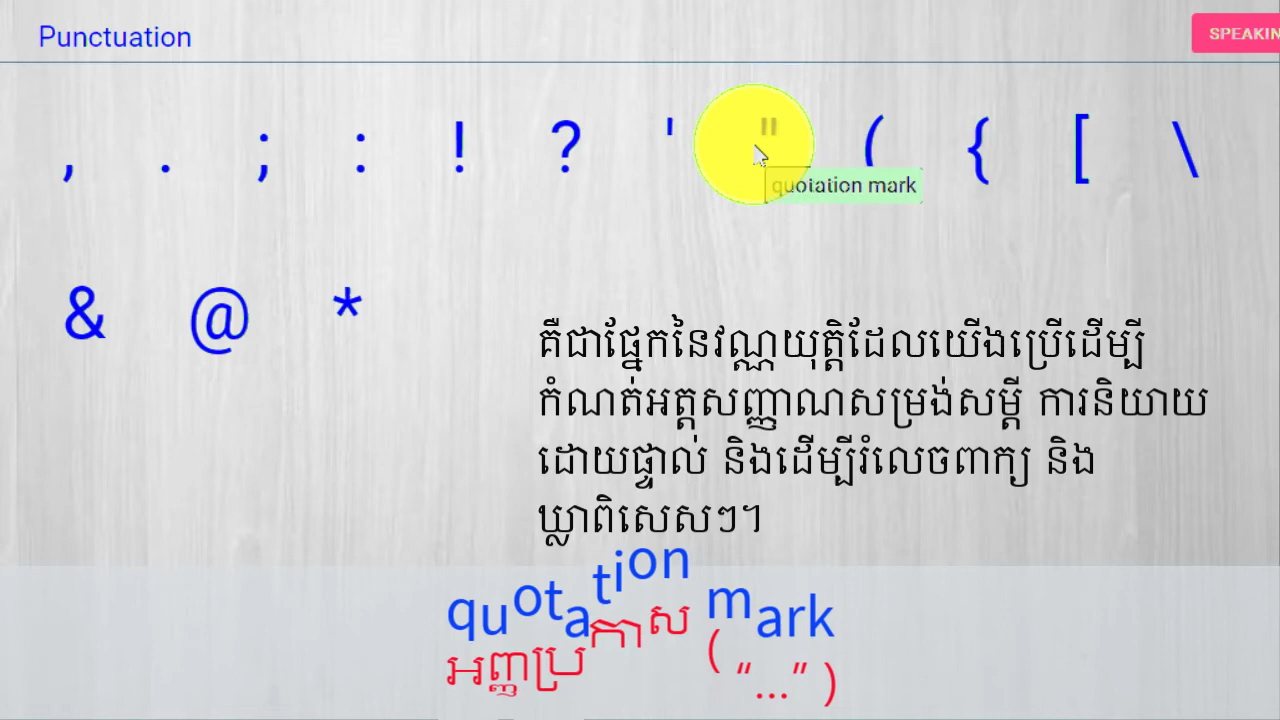 Punctuation
SPEAKIN
, . ; : ! ? ' " ( { [ \
quotation mark
& @ *
គឺជាផ្នែកនៃវណ្ណយុត្តិដែលយើងប្រើដើម្បី
កំណត់អត្តសញ្ញាណសម្រង់សម្តី ការនិយាយ
ដោយផ្ទាល់ និងដើម្បីរំលេចពាក្យ និង
ឃ្លាពិសេសៗ។
quotation mark
អញ្ញប្រកាស ( “...” )